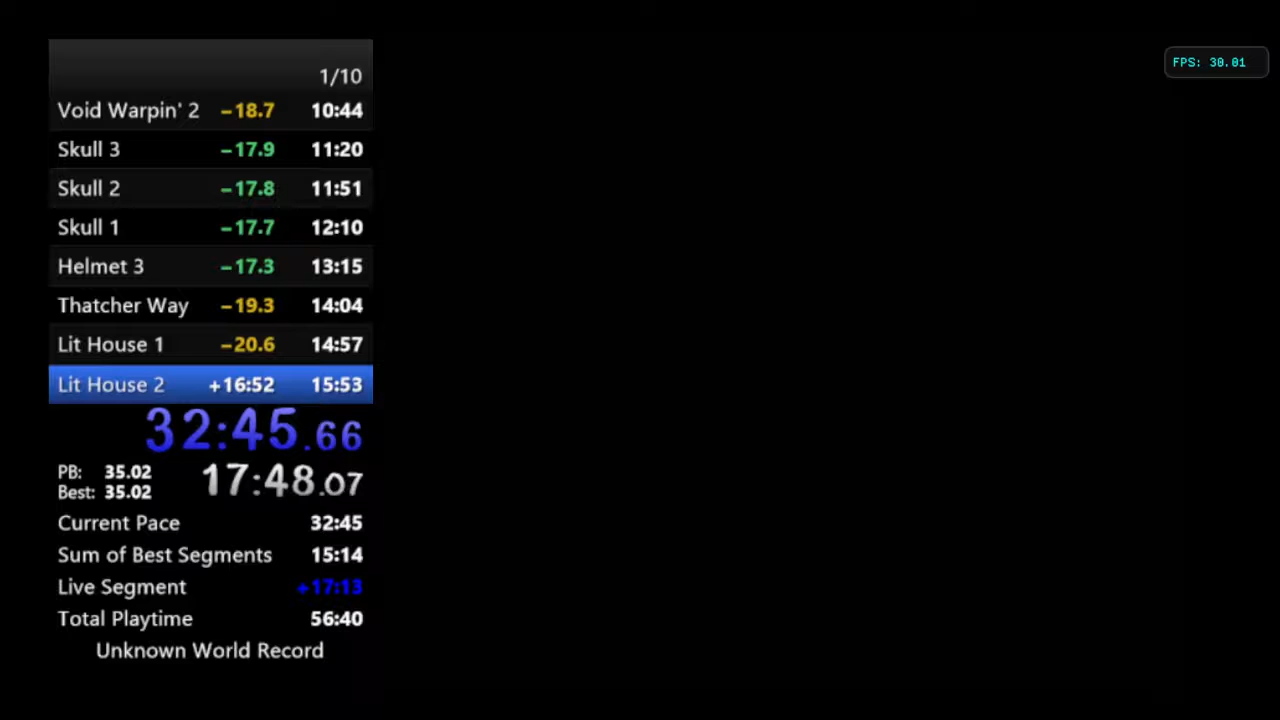 1/10
FPS: 30.01
Void Warpin' 2 -18.7 10:44
Skull 3 -17.9 11:20
Skull 2 -17.8 11:51
Skull 1 -17.7 12:10
Helmet 3 -17.3 13:15
Thatcher Way -19.3 14:04
Lit House 1 -20.6 14:57
Lit House 2 +16:52 15:53
32:45.66
PB: 35.02
Best: 35.02
17:48.07
Current Pace 32:45
Sum of Best Segments 15:14
Live Segment +17:13
Total Playtime 56:40
Unknown World Record